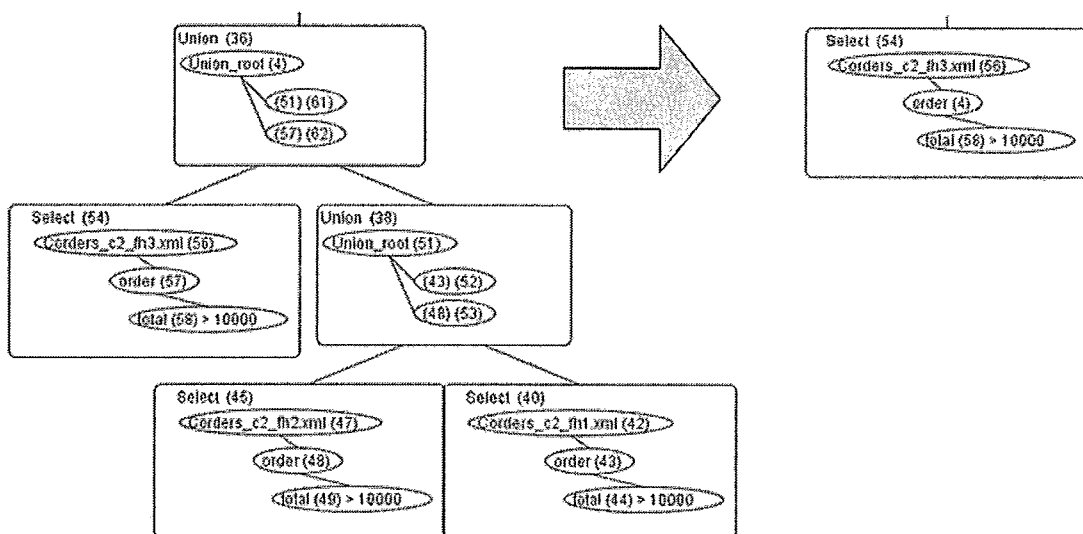 Union (36)
Union_root (4)
(51) (61)
(57) (62)
Select (54)
Corders_c2_fh3.xml (56)
order (4)
total (58) > 10000
Select (54)
Corders_c2_fh3.xml (56)
order (57)
total (58) > 10000
Union (38)
Union_root (51)
(43) (52)
(48) (53)
Select (45)
Corders_c2_fh2.xml (47)
order (48)
total (49) > 10000
Select (40)
Corders_c2_fh1.xml (42)
order (43)
total (44) > 10000